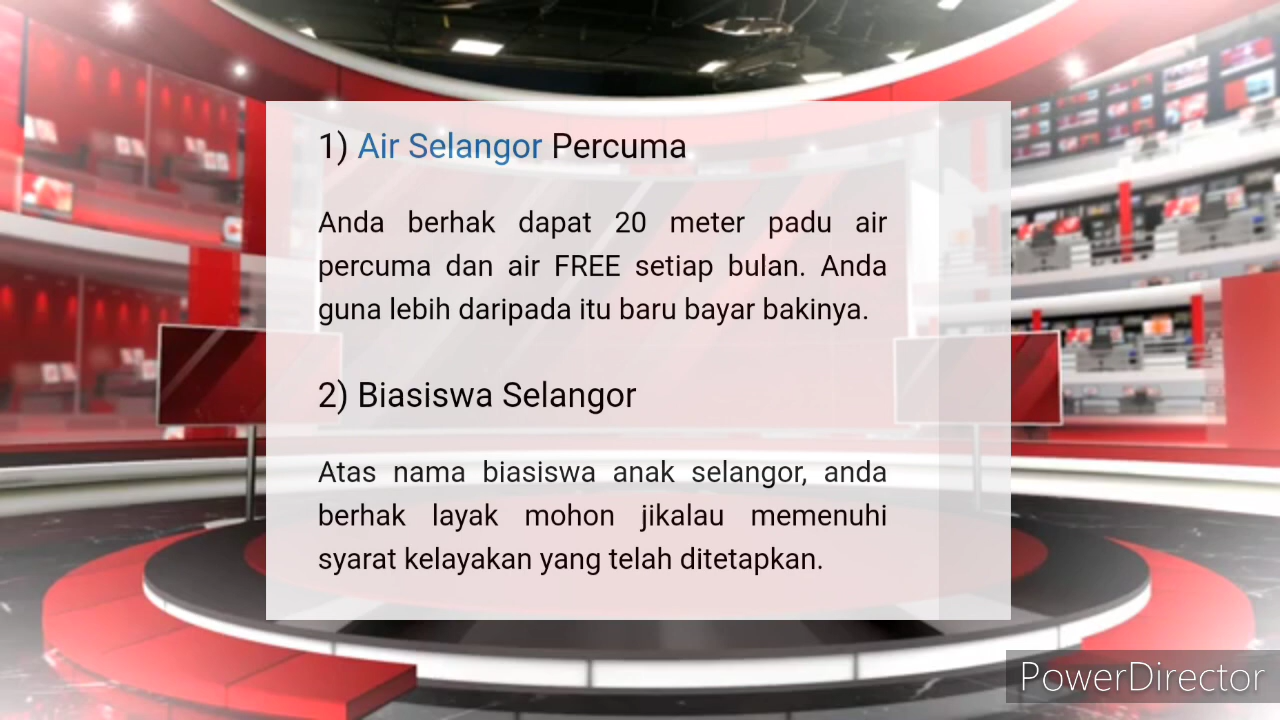 1) Air Selangor Percuma
Anda berhak dapat 20 meter padu air
percuma dan air FREE setiap bulan. Anda
guna lebih daripada itu baru bayar bakinya.
2) Biasiswa Selangor
Atas nama biasiswa anak selangor, anda
berhak layak mohon jikalau memenuhi
syarat kelayakan yang telah ditetapkan.
PowerDirector